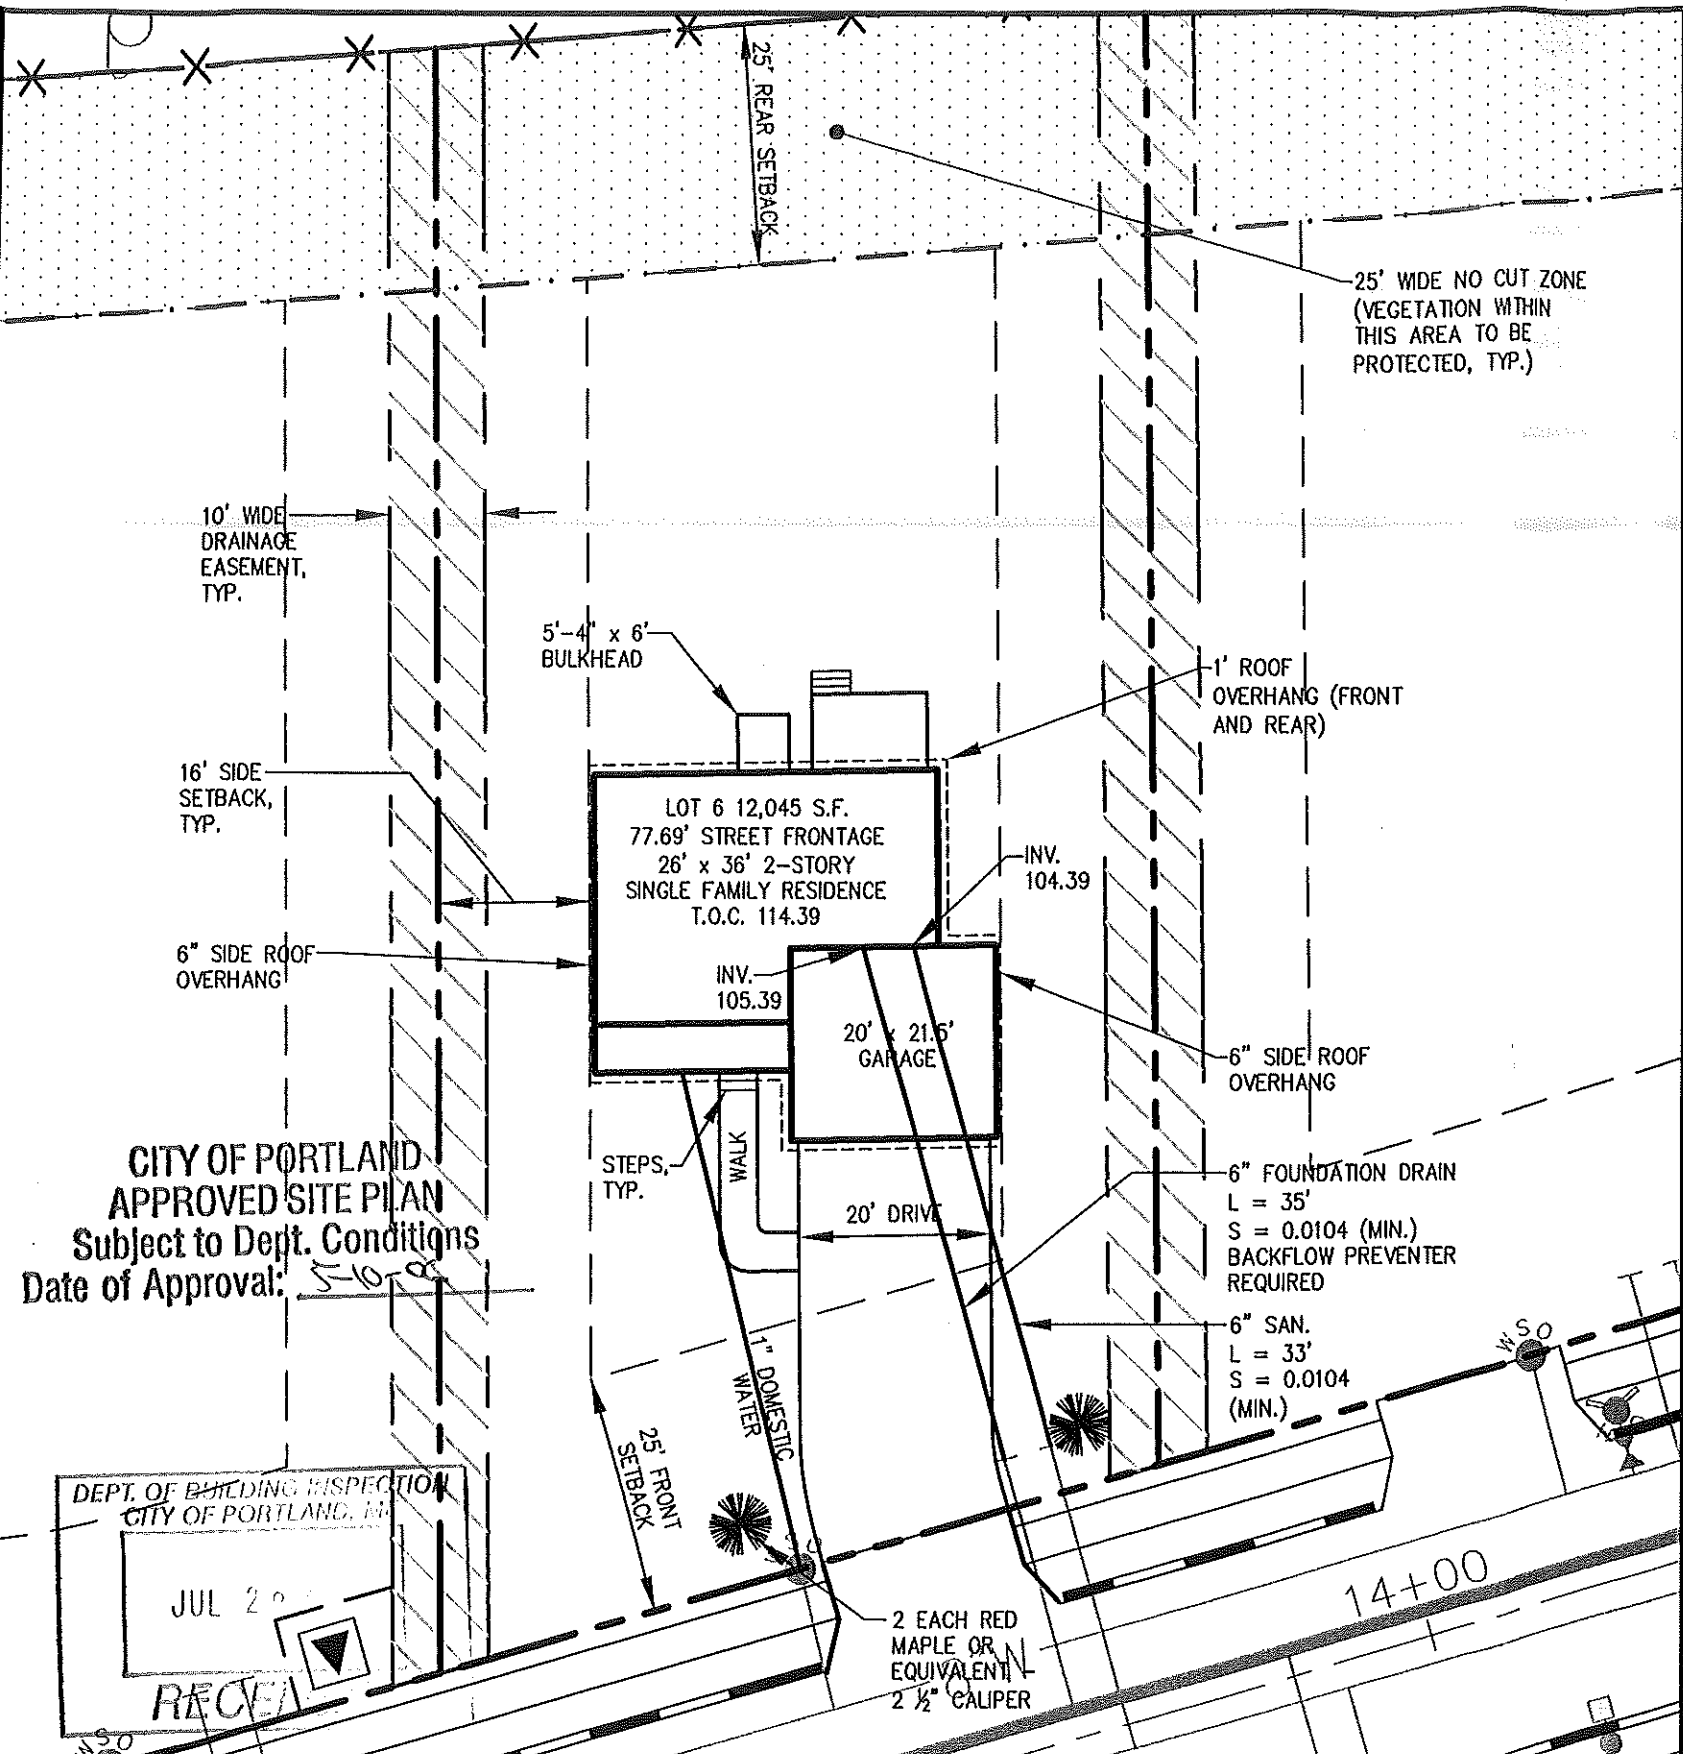 25' REAR SETBACK
25' WIDE NO CUT ZONE
(VEGETATION WITHIN
THIS AREA TO BE
PROTECTED, TYP.)
10' WIDE
DRAINAGE
EASEMENT,
TYP.
5'-4" x 6'
BULKHEAD
1' ROOF
OVERHANG (FRONT
AND REAR)
16' SIDE
SETBACK,
TYP.
LOT 6 12,045 S.F.
77.69' STREET FRONTAGE
26' x 36' 2-STORY
SINGLE FAMILY RESIDENCE
T.O.C. 114.39
INV.
104.39
6" SIDE ROOF
OVERHANG
INV.
105.39
20' x 21.5'
GARAGE
6" SIDE ROOF
OVERHANG
CITY OF PORTLAND
APPROVED SITE PLAN
Subject to Dept. Conditions
Date of Approval:
STEPS,
TYP.
WALK
20' DRIVE
6" FOUNDATION DRAIN
L = 35'
S = 0.0104 (MIN.)
BACKFLOW PREVENTER
REQUIRED
6" SAN.
L = 33'
S = 0.0104
(MIN.)
1" DOMESTIC
WATER
25' FRONT
SETBACK
WSO
DEPT. OF BUILDING INSPECTION
CITY OF PORTLAND,
JUL
14+00
2 EACH RED
MAPLE OR
EQUIVALENT
2 ½" CALIPER
WSO